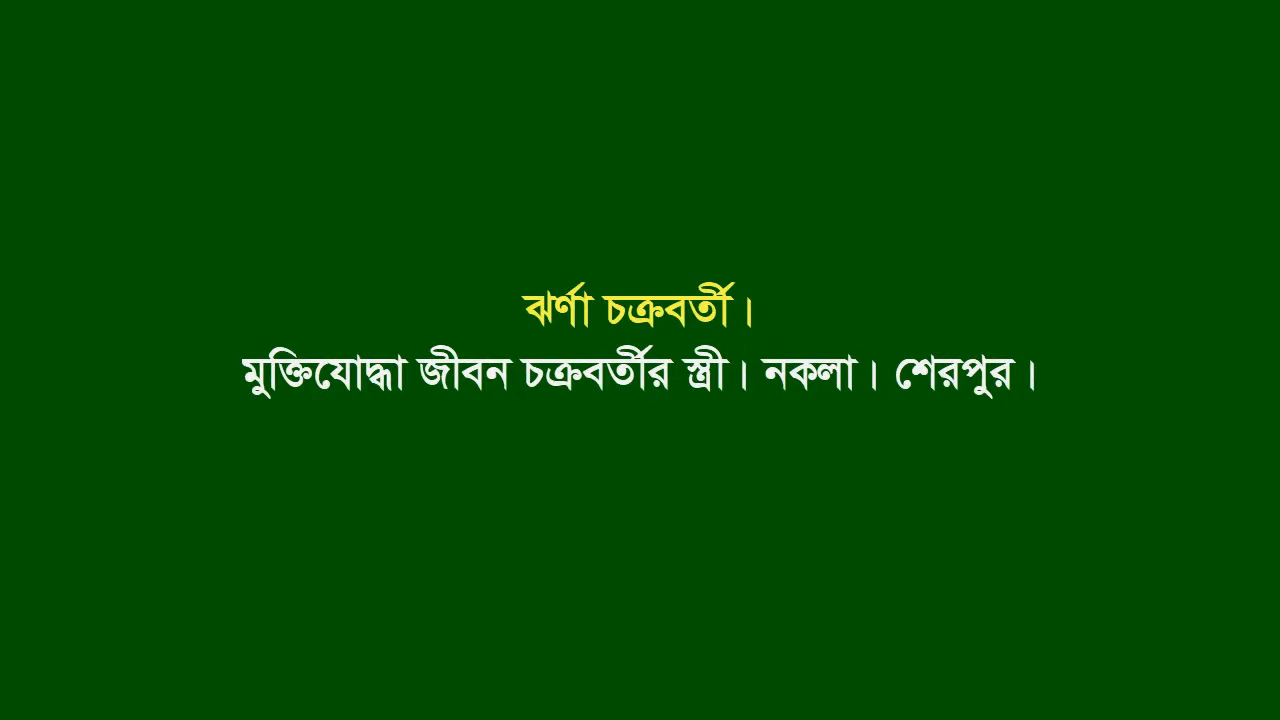 ঝর্ণা চক্রবর্তী।
মুক্তিযোদ্ধা জীবন চক্রবর্তীর স্ত্রী। নকলা। শেরপুর।